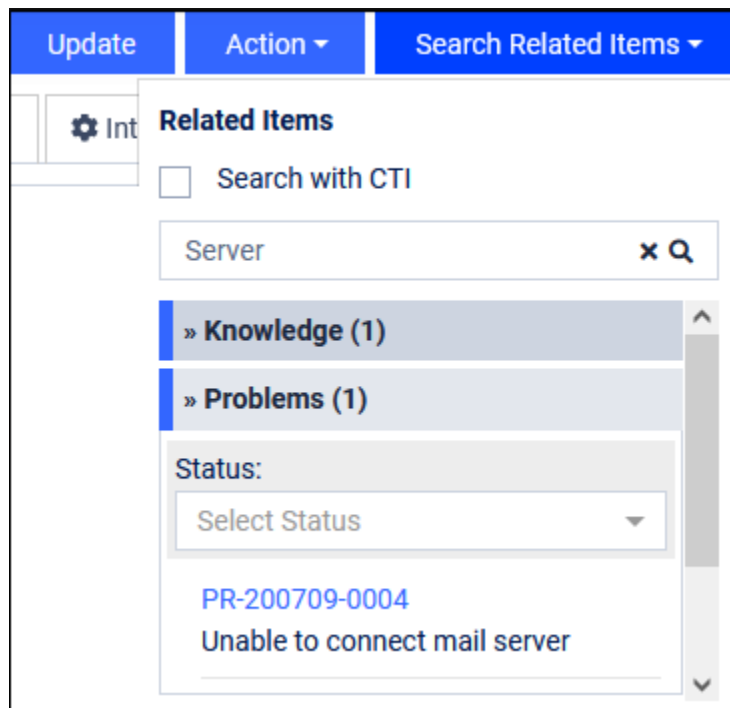 Update
Action
Search Related Items
Int
Related Items
Search with CTI
Server
» Knowledge (1)
» Problems (1)
Status:
Select Status
PR-200709-0004
Unable to connect mail server